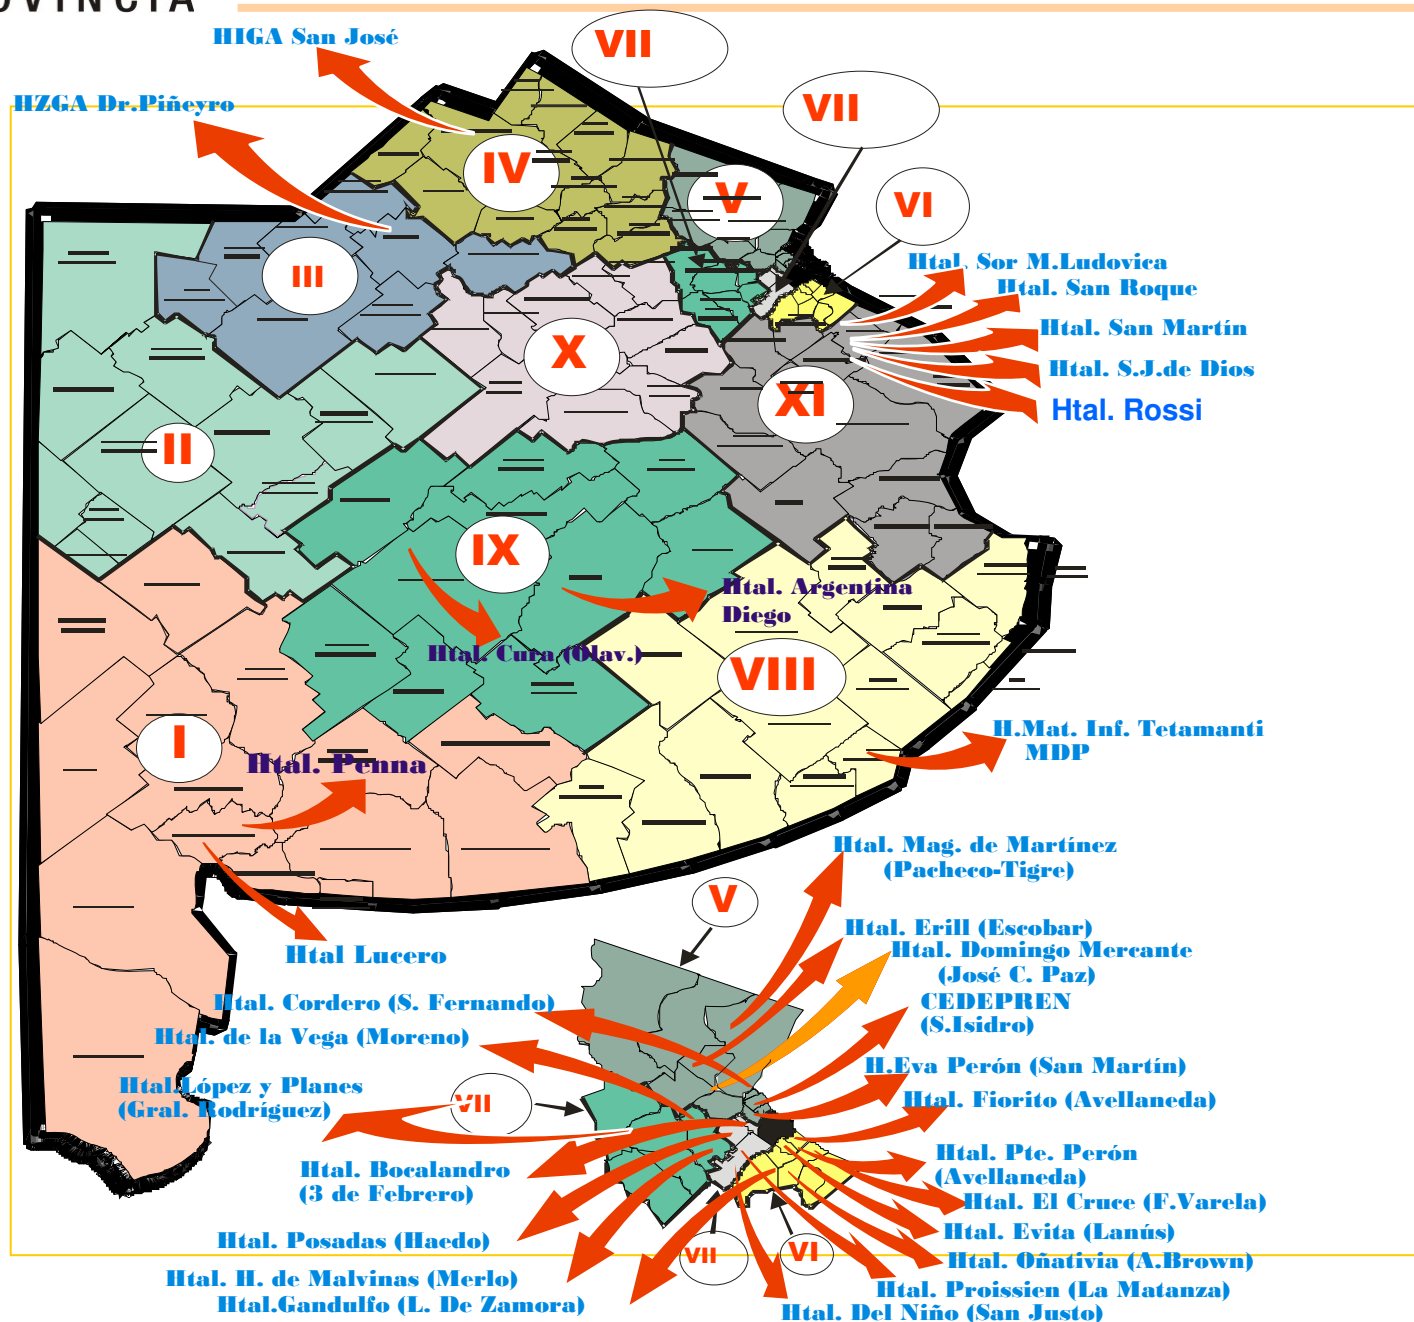 VII
HIGA San José
VII
HZGA Dr.Piñeyro
IV
V
VI
Htal. Sor M.Ludovica
III
Htal. San Roque
Htal. San Martín
X
Htal. S.J.de Dios
XI
Htal. Rossi
II
IX
Htal. Argentina
Diego
Htal. Cura (Olav.)
VIII
I
H.Mat. Inf. Tetamanti
MDP
Htal. Penna
Htal. Mag. de Martínez
(Pacheco-Tigre)
V
Htal. Erill (Escobar)
Htal Lucero
Htal. Domingo Mercante
(José C. Paz)
Htal. Cordero (S. Fernando)
CEDEPREN
(S.Isidro)
Htal. de la Vega (Moreno)
H.Eva Perón (San Martín)
Htal.López y Planes
(Gral. Rodríguez)
VII
Htal. Fiorito (Avellaneda)
Htal. Pte. Perón
(Avellaneda)
Htal. Bocalandro
(3 de Febrero)
Htal. El Cruce (F.Varela)
Htal. Evita (Lanús)
Htal. Posadas (Haedo)
VII
VI
Htal. Oñativia (A.Brown)
Htal. H. de Malvinas (Merlo)
Htal. Proissien (La Matanza)
Htal.Gandulfo (L. De Zamora)
Htal. Del Niño (San Justo)